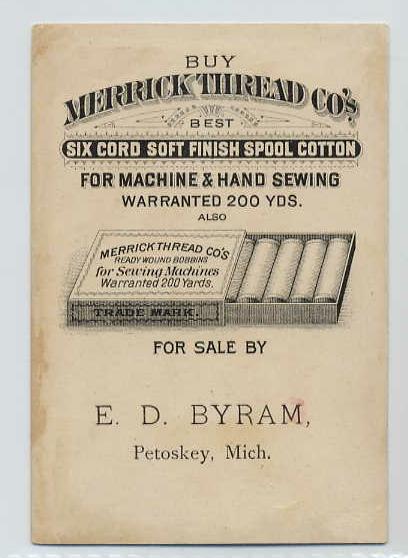 BUY
MERRICK THREAD CO'S
BEST
SIX CORD SOFT FINISH SPOOL COTTON
FOR MACHINE & HAND SEWING
WARRANTED 200 YDS.
ALSO
MERRICK THREAD CO'S
READY WOUND BOBBINS
for Sewing Machines
Warranted 200 Yards.
TRADE MARK.
FOR SALE BY
E. D. BYRAM,
Petoskey, Mich.